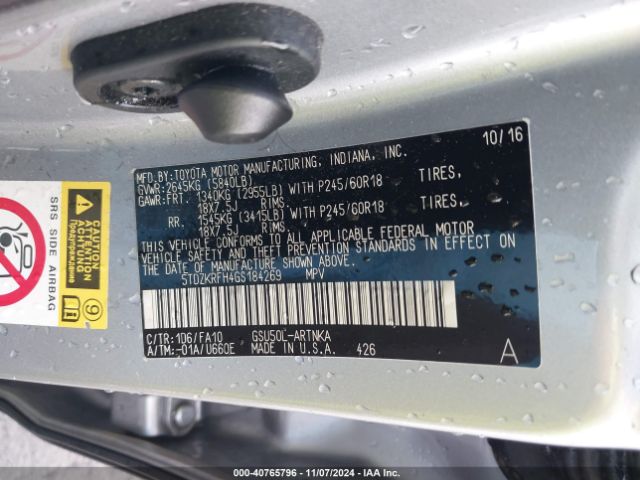 10/16
MFD.BY:TOYOTA MOTOR MANUFACTURING, INDIANA, INC.
GVWR:2645KG (5840LB)
GAWR:FRT. 1340KG (2955LB) WITH P245/60R18 TIRES,
18X7.5J RIMS
RR. 1545KG (3415LB) WITH P245/60R18 TIRES,
18X7.5J RIMS
THIS VEHICLE CONFORMS TO ALL APPLICABLE FEDERAL MOTOR
VEHICLE SAFETY AND THEFT PREVENTION STANDARDS IN EFFECT ON
THE DATE OF MANUFACTURE SHOWN ABOVE.
5TDZKRFH4GS184269 MPV
C/TR:1D6/FA10 GSU50L-ARTNKA
A/TM:-01A/U660E MADE IN U.S.A. 426
A
SRS SIDE AIRBAG
CAUTION
ACHTUNG
9
000-40765796 - 11/07/2024 - IAA Inc.